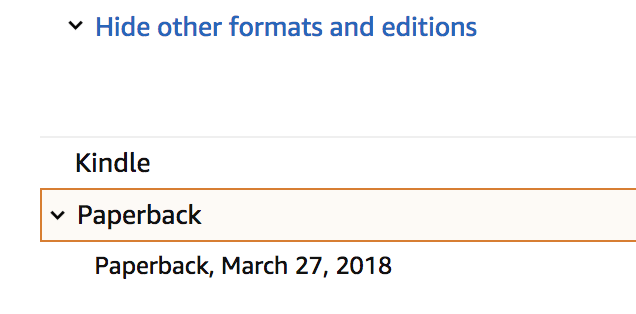 Hide other formats and editions
Kindle
Paperback
Paperback, March 27, 2018